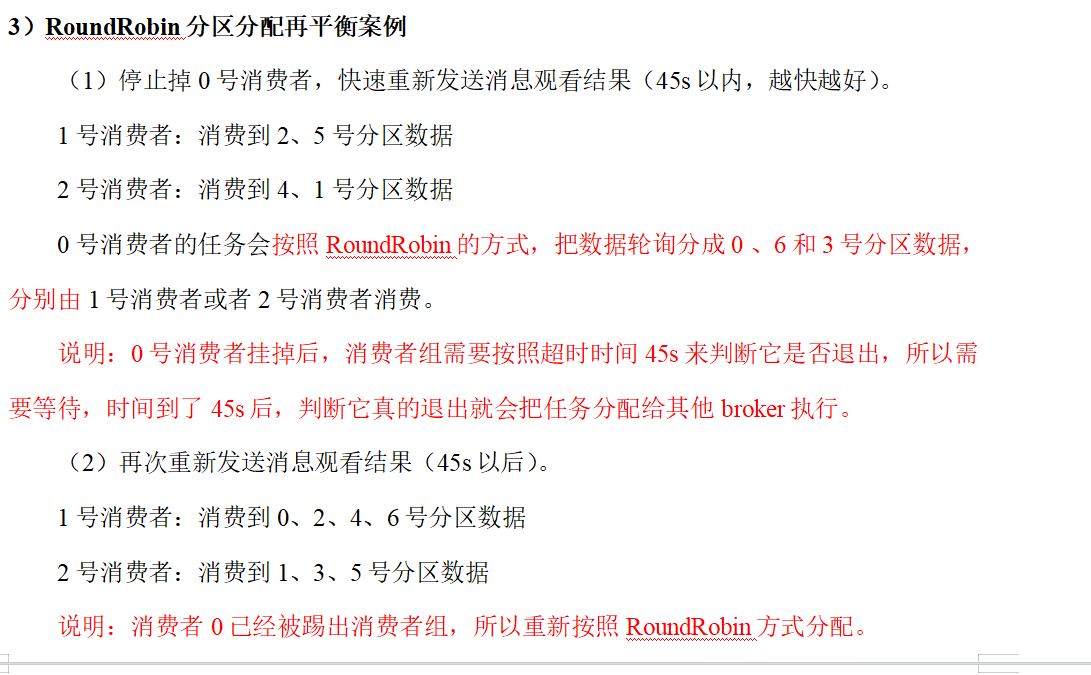 3）RoundRobin 分区分配再平衡案例
（1）停止掉 0 号消费者，快速重新发送消息观看结果（45s 以内，越快越好）。
1 号消费者：消费到 2、5 号分区数据
2 号消费者：消费到 4、1 号分区数据
0 号消费者的任务会按照 RoundRobin 的方式，把数据轮询分成 0 、6 和 3 号分区数据，
分别由 1 号消费者或者 2 号消费者消费。
说明：0 号消费者挂掉后，消费者组需要按照超时时间 45s 来判断它是否退出，所以需
要等待，时间到了 45s 后，判断它真的退出就会把任务分配给其他 broker 执行。
（2）再次重新发送消息观看结果（45s 以后）。
1 号消费者：消费到 0、2、4、6 号分区数据
2 号消费者：消费到 1、3、5 号分区数据
说明：消费者 0 已经被踢出消费者组，所以重新按照 RoundRobin 方式分配。